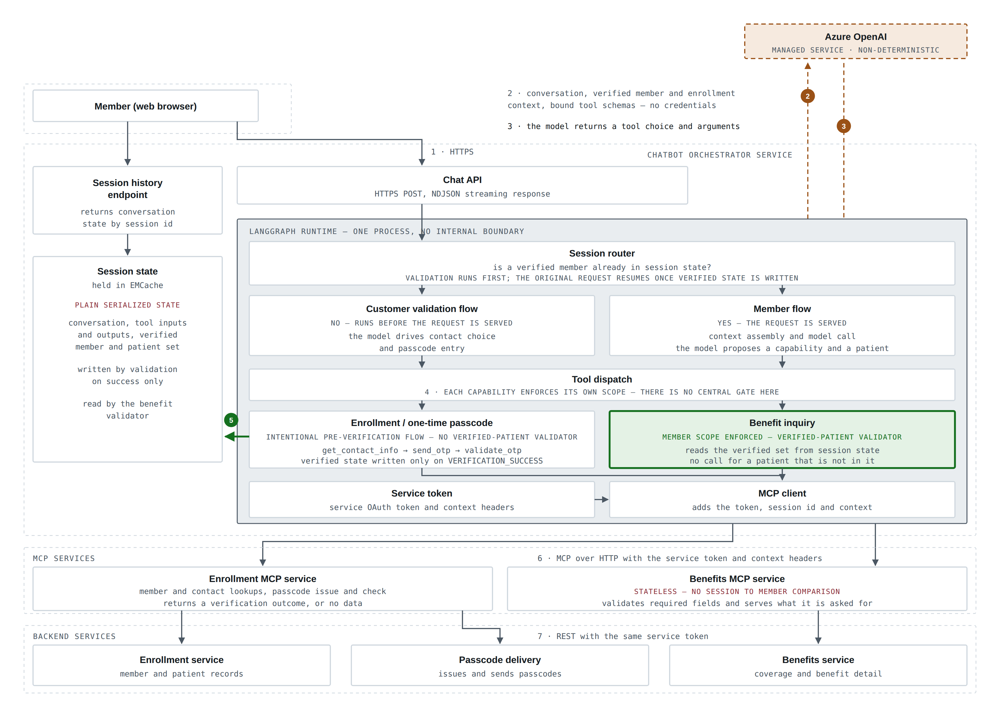 Azure OpenAI
MANAGED SERVICE · NON-DETERMINISTIC
2
3
2 · conversation, verified member and enrollment
context, bound tool schemas — no credentials
3 · the model returns a tool choice and arguments
Member (web browser)
1 · HTTPS
CHATBOT ORCHESTRATOR SERVICE
Session history
endpoint
returns conversation
state by session id
Chat API
HTTPS POST, NDJSON streaming response
Session state
held in EMCache
PLAIN SERIALIZED STATE
conversation, tool inputs
and outputs, verified
member and patient set
written by validation
on success only
read by the benefit
validator
LANGGRAPH RUNTIME — ONE PROCESS, NO INTERNAL BOUNDARY
Session router
is a verified member already in session state?
VALIDATION RUNS FIRST; THE ORIGINAL REQUEST RESUMES ONCE VERIFIED STATE IS WRITTEN
Customer validation flow
NO — RUNS BEFORE THE REQUEST IS SERVED
the model drives contact choice
and passcode entry
Member flow
YES — THE REQUEST IS SERVED
context assembly and model call
the model proposes a capability and a patient
Tool dispatch
4 · EACH CAPABILITY ENFORCES ITS OWN SCOPE — THERE IS NO CENTRAL GATE HERE
5
Enrollment / one-time passcode
INTENTIONAL PRE-VERIFICATION FLOW — NO VERIFIED-PATIENT VALIDATOR
get_contact_info → send_otp → validate_otp
verified state written only on VERIFICATION_SUCCESS
Benefit inquiry
MEMBER SCOPE ENFORCED — VERIFIED-PATIENT VALIDATOR
reads the verified set from session state
no call for a patient that is not in it
Service token
service OAuth token and context headers
MCP client
adds the token, session id and context
MCP SERVICES
6 · MCP over HTTP with the service token and context headers
Enrollment MCP service
member and contact lookups, passcode issue and check
returns a verification outcome, or no data
Benefits MCP service
STATELESS — NO SESSION TO MEMBER COMPARISON
validates required fields and serves what it is asked for
BACKEND SERVICES
7 · REST with the same service token
Enrollment service
member and patient records
Passcode delivery
issues and sends passcodes
Benefits service
coverage and benefit detail